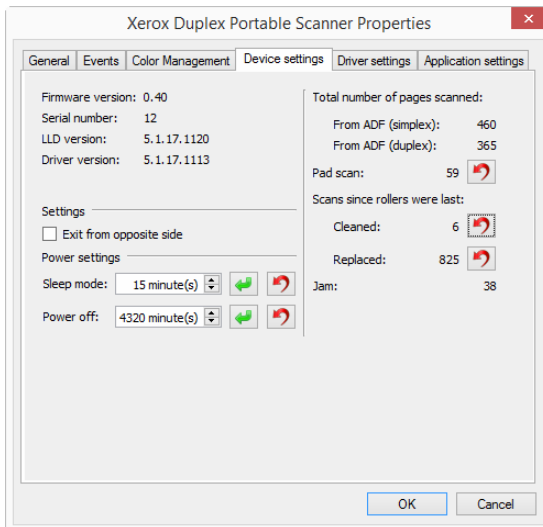 Xerox Duplex Portable Scanner Properties
General Events Color Management Device settings Driver settings Application settings
Firmware version: 0.40
Serial number: 12
LLD version: 5.1.17.1120
Driver version: 5.1.17.1113
Settings
Exit from opposite side
Power settings
Sleep mode: 15 minute(s)
Power off: 4320 minute(s)
Total number of pages scanned:
From ADF (simplex): 460
From ADF (duplex): 365
Pad scan: 59
Scans since rollers were last:
Cleaned: 6
Replaced: 825
Jam: 38
OK Cancel